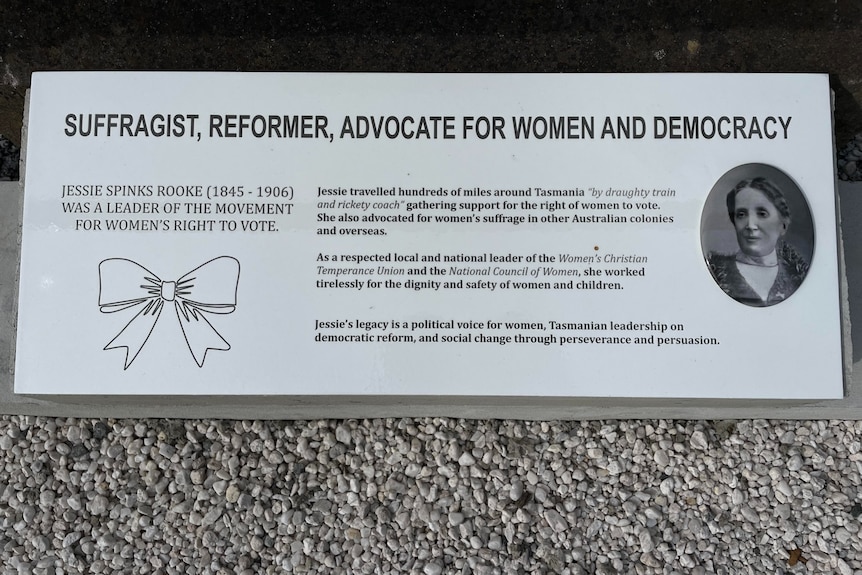 SUFFRAGIST, REFORMER, ADVOCATE FOR WOMEN AND DEMOCRACY
JESSIE SPINKS ROOKE (1845 - 1906)
WAS A LEADER OF THE MOVEMENT
FOR WOMEN'S RIGHT TO VOTE.
Jessie travelled hundreds of miles around Tasmania "by draughty train
and rickety coach" gathering support for the right of women to vote.
She also advocated for women's suffrage in other Australian colonies
and overseas.
As a respected local and national leader of the Women's Christian
Temperance Union and the National Council of Women, she worked
tirelessly for the dignity and safety of women and children.
Jessie's legacy is a political voice for women, Tasmanian leadership on
democratic reform, and social change through perseverance and persuasion.